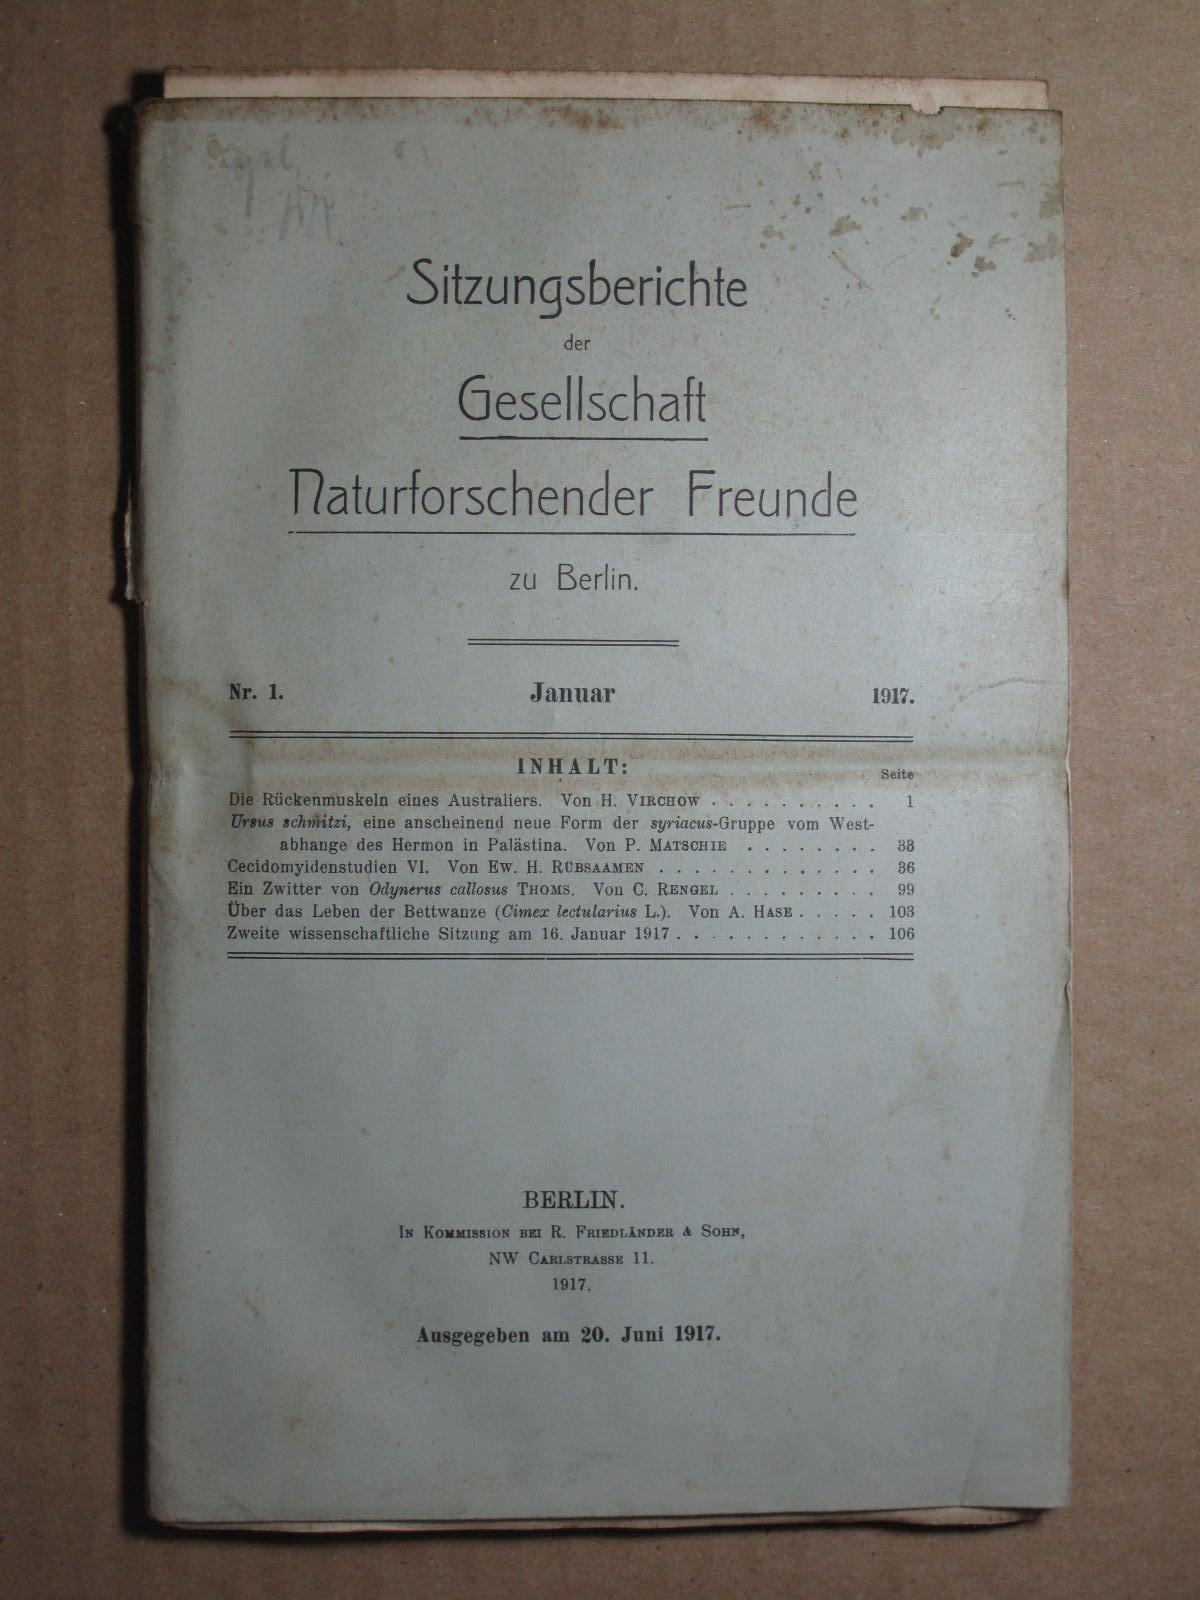 Sitzungsberichte
der
Gesellschaft
Naturforschender Freunde
zu Berlin.
Nr. 1. Januar 1917.
INHALT:
Seite
Die Rückenmuskeln eines Australiers. Von H. VIRCHOW . . . . . . . . . . 1
Ursus schmitzi, eine anscheinend neue Form der syriacus-Gruppe vom West-
abhange des Hermon in Palästina. Von P. MATSCHIE . . . . . . . . 33
Cecidomyidenstudien VI. Von EW. H. RÜBSAAMEN . . . . . . . . . . . . . 36
Ein Zwitter von Odynerus callosus THOMS. Von C. RENGEL . . . . . . . . . 99
Über das Leben der Bettwanze (Cimex lectularius L.). Von A. HASE . . . . . 103
Zweite wissenschaftliche Sitzung am 16. Januar 1917 . . . . . . . . . . . . 106
BERLIN.
IN KOMMISSION BEI R. FRIEDLÄNDER & SOHN,
NW CARLSTRASSE 11.
1917.
Ausgegeben am 20. Juni 1917.